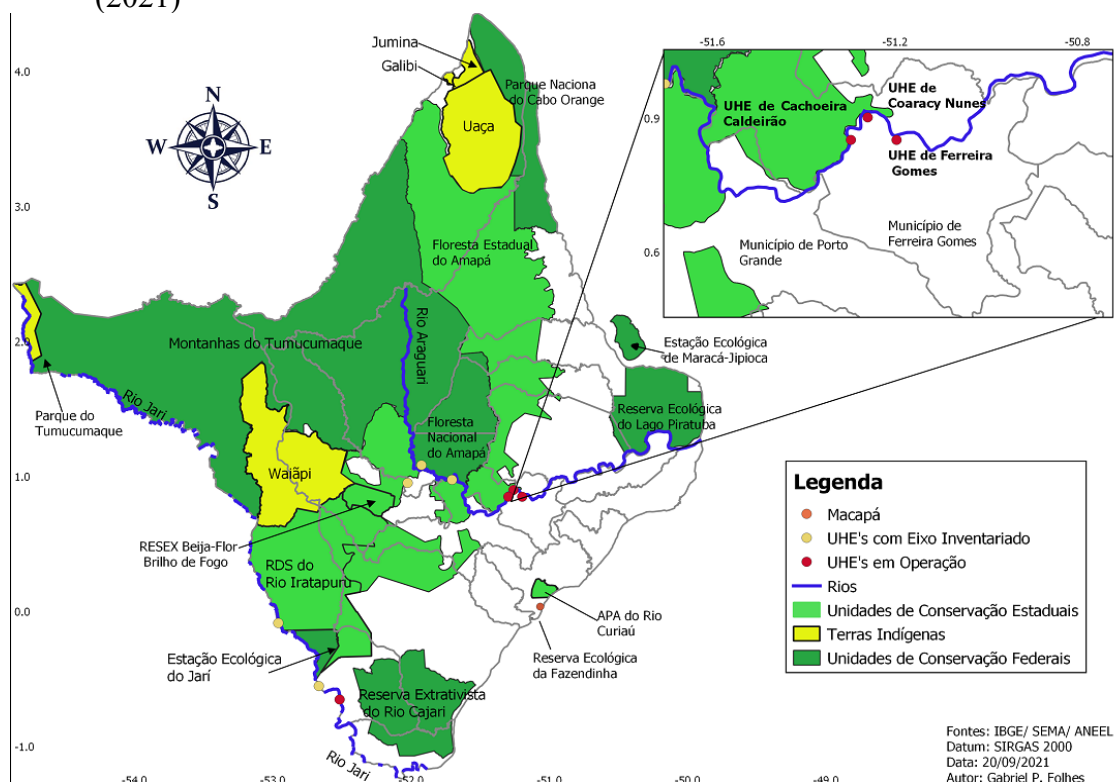 (2021)
Jumina
Galibi
Parque Naciona
do Cabo Orange
Uaça
4.0
3.0
2.0
1.0
0.0
-1.0
N
W
E
S
Floresta Estadual
do Amapá
Montanhas do Tumucumaque
Rio Araguari
Rio Jari
Parque do
Tumucumaque
Floresta
Nacional
do Amapá
Waiãpi
RESEX Beija-Flor
Brilho de Fogo
RDS do
Rio Iratapuru
Estação Ecológica
do Jarí
Reserva Extrativista
do Rio Cajari
Rio Jari
Estação Ecológica
de Maracá-Jipioca
Reserva Ecológica
do Lago Piratuba
APA do Rio
Curiaú
Reserva Ecológica
da Fazendinha
-51.6
-51.2
-50.8
0.9
0.6
UHE de Cachoeira
Caldeirão
UHE de
Coaracy Nunes
UHE de Ferreira
Gomes
Município de Porto
Grande
Município de
Ferreira Gomes
Legenda
Macapá
UHE's com Eixo Inventariado
UHE's em Operação
Rios
Unidades de Conservação Estaduais
Terras Indígenas
Unidades de Conservação Federais
Fontes: IBGE/ SEMA/ ANEEL
Datum: SIRGAS 2000
Data: 20/09/2021
Autor: Gabriel P. Folhes
-54.0
-53.0
-52.0
-51.0
-50.0
-49.0